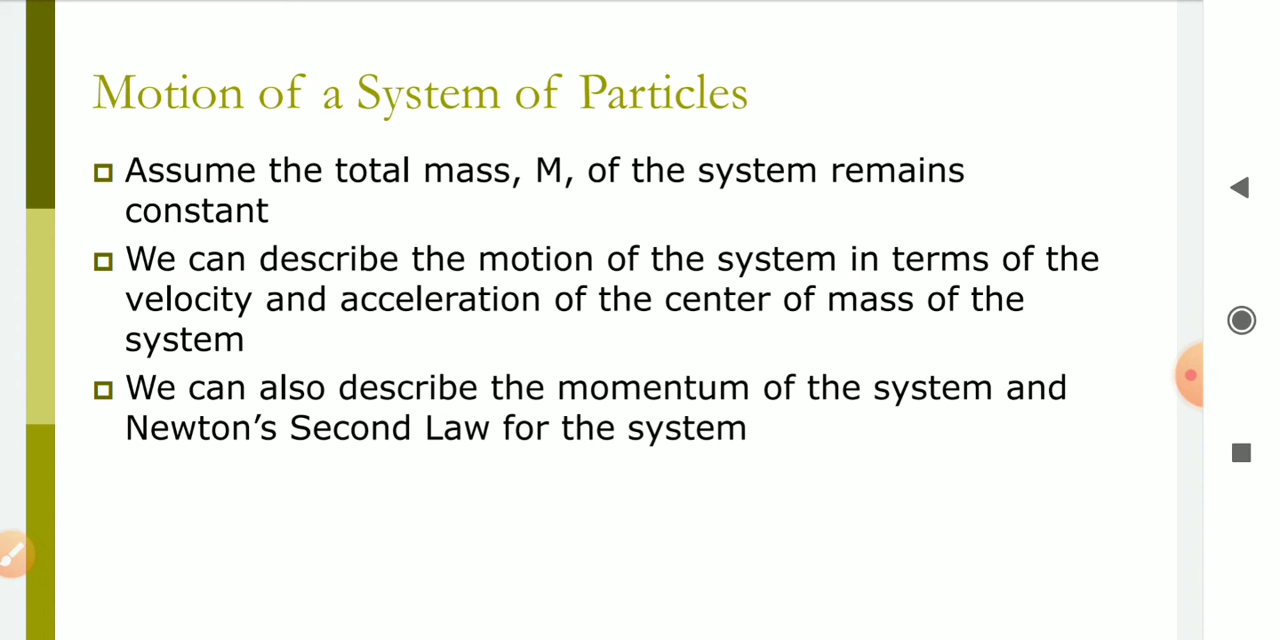 Motion of a System of Particles
Assume the total mass, M, of the system remains
constant
We can describe the motion of the system in terms of the
velocity and acceleration of the center of mass of the
system
We can also describe the momentum of the system and
Newton’s Second Law for the system